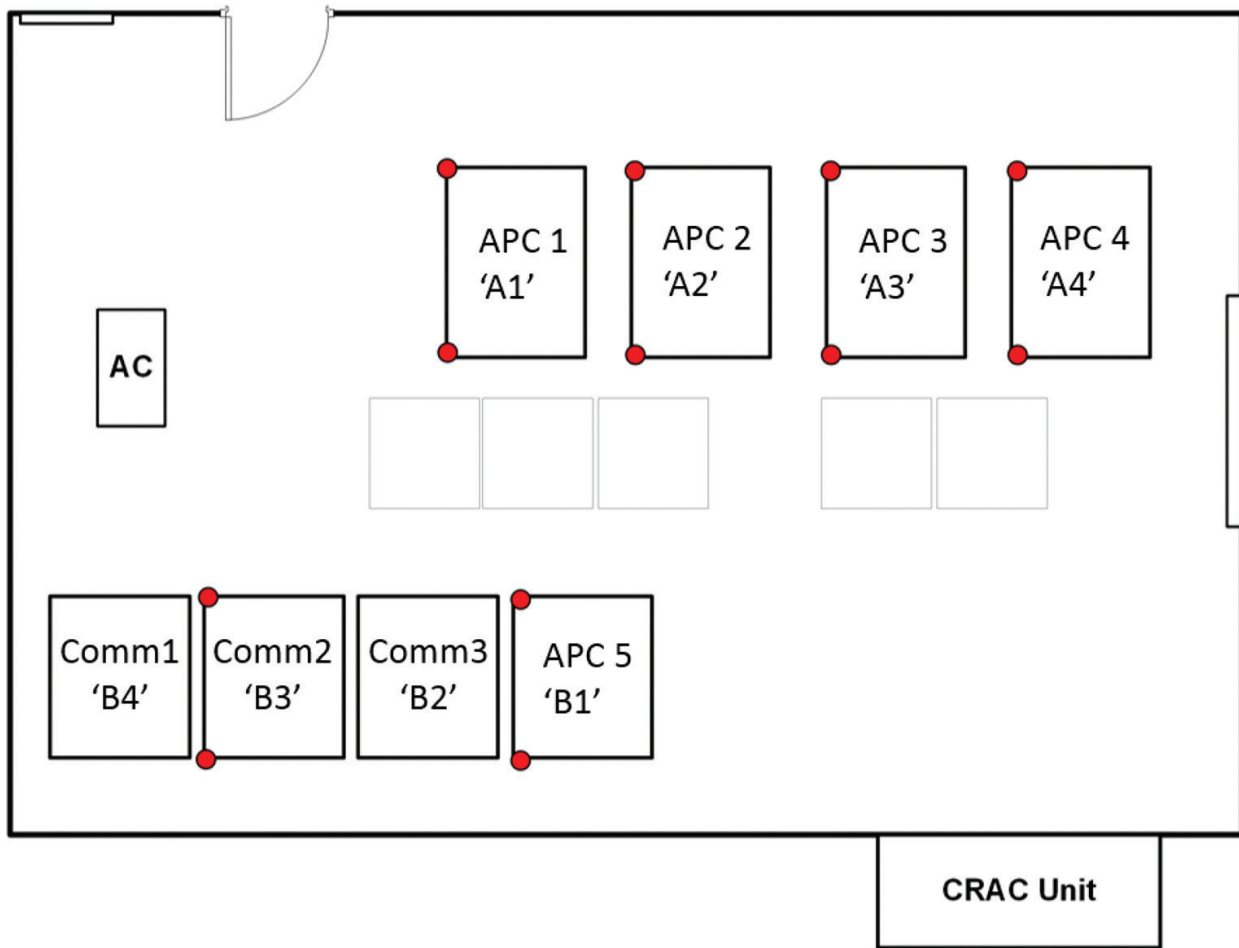 APC 1
‘A1’
APC 2
‘A2’
APC 3
‘A3’
APC 4
‘A4’
AC
Comm1
‘B4’
Comm2
‘B3’
Comm3
‘B2’
APC 5
‘B1’
CRAC Unit